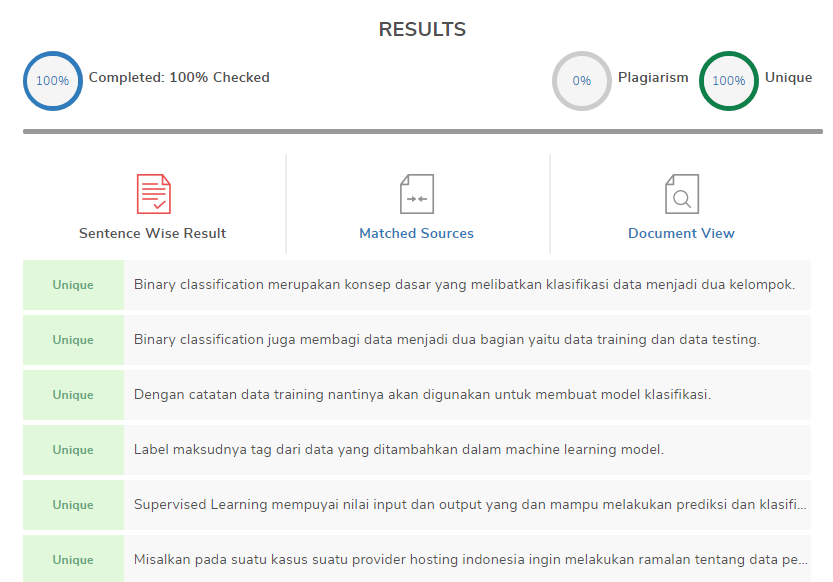 RESULTS
100% Completed: 100% Checked 0% Plagiarism 100% Unique
Sentence Wise Result Matched Sources Document View
Unique Binary classification merupakan konsep dasar yang melibatkan klasifikasi data menjadi dua kelompok.
Unique Binary classification juga membagi data menjadi dua bagian yaitu data training dan data testing.
Unique Dengan catatan data training nantinya akan digunakan untuk membuat model klasifikasi.
Unique Label maksudnya tag dari data yang ditambahkan dalam machine learning model.
Unique Supervised Learning mempuyai nilai input dan output yang dan mampu melakukan prediksi dan klasifi...
Unique Misalkan pada suatu kasus suatu provider hosting indonesia ingin melakukan ramalan tentang data pe...